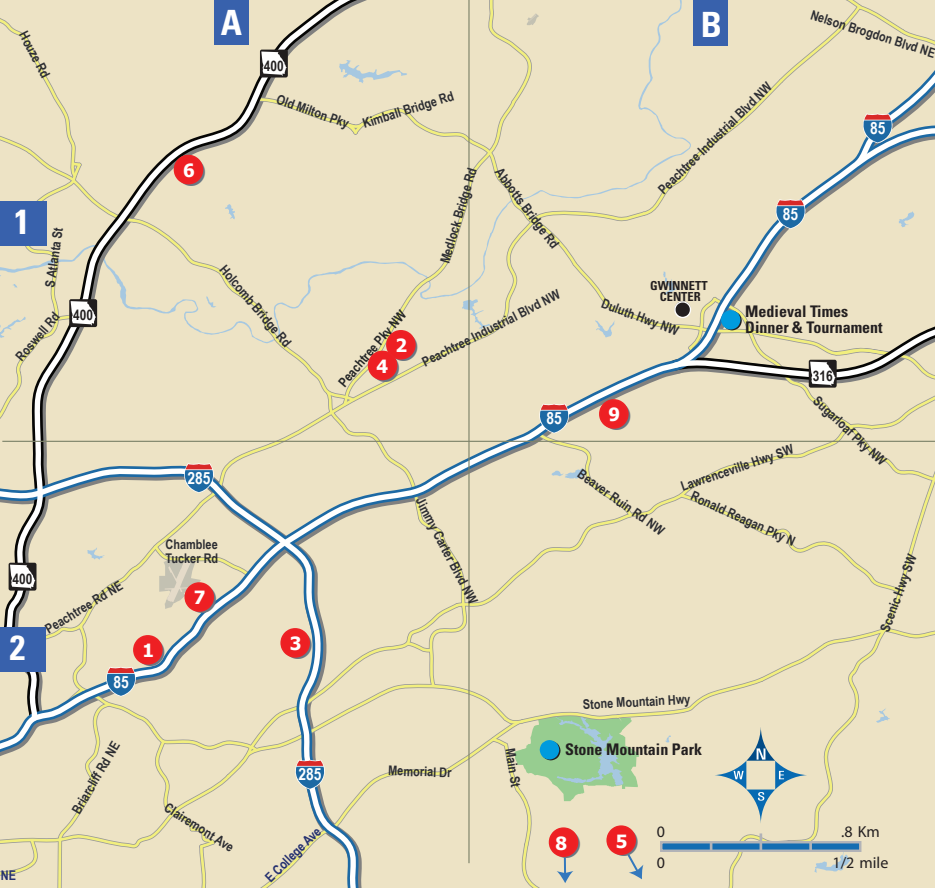 A
B
Houze Rd
400
Old Milton Pky
Kimball Bridge Rd
Nelson Brogdon Blvd NE
Peachtree Industrial Blvd NW
85
6
Medlock Bridge Rd
Abbotts Bridge Rd
85
1
S Atlanta St
Holcomb Bridge Rd
400
Roswell Rd
GWINNETT
CENTER
Medieval Times
Dinner & Tournament
Duluth Hwy NW
Peachtree Industrial Blvd NW
Peachtree Pky NW
2
4
316
85
9
Sugarloaf Pky NW
285
Lawrenceville Hwy SW
Beaver Ruin Rd NW
Ronald Reagan Pky N
Jimmy Carter Blvd NW
Chamblee
Tucker Rd
400
Peachtree Rd NE
7
Scenic Hwy SW
2
1
3
85
Stone Mountain Hwy
Stone Mountain Park
Main St
Memorial Dr
285
Briarcliff Rd NE
Clairemont Ave
E College Ave
N
W
E
S
8
5
0
.8 Km
0
1/2 mile
NE